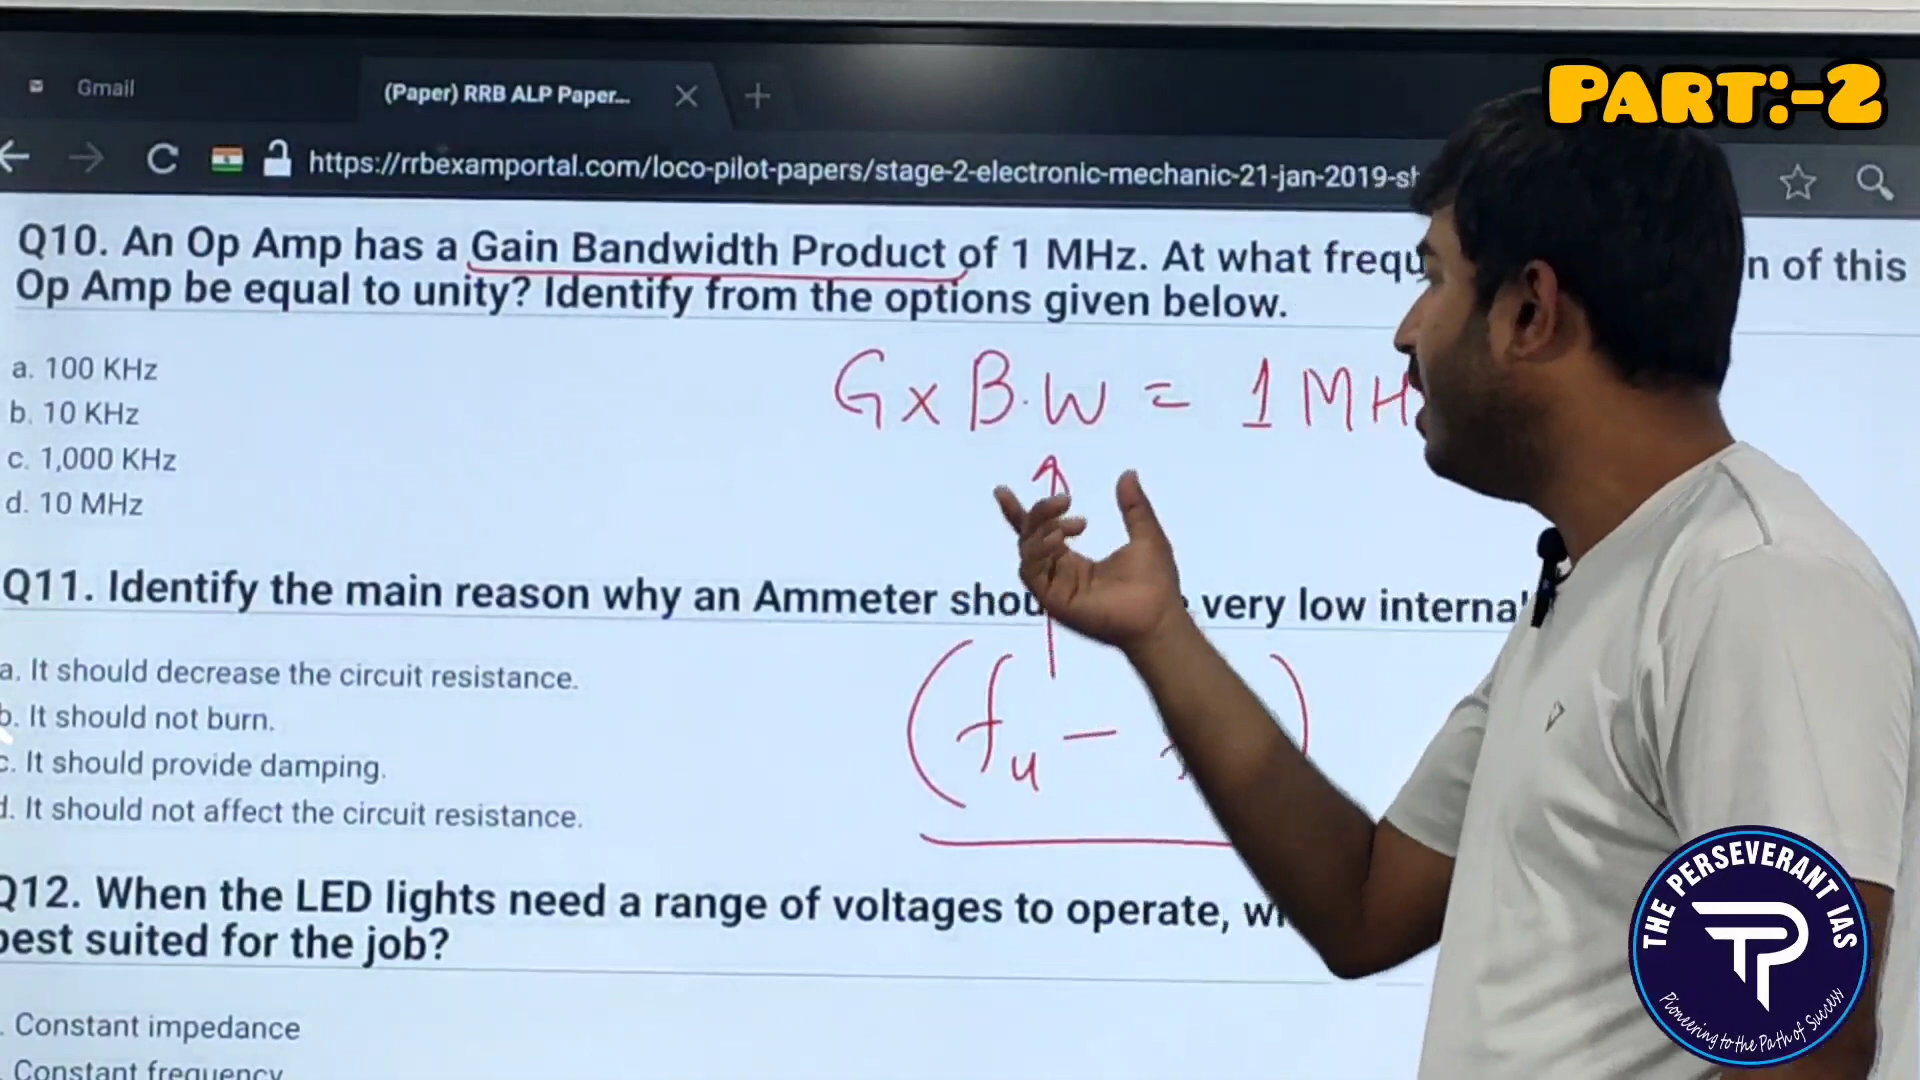 PART:-2
Gmail
(Paper) RRB ALP Paper...
https://rrbexamportal.com/loco-pilot-papers/stage-2-electronic-mechanic-21-jan-2019-sh
Q10. An Op Amp has a Gain Bandwidth Product of 1 MHz. At what frequ n of this
Op Amp be equal to unity? Identify from the options given below.
a. 100 KHz
b. 10 KHz
c. 1,000 KHz
d. 10 MHz
G x B.W = 1 MH
Q11. Identify the main reason why an Ammeter shou very low internal
a. It should decrease the circuit resistance.
b. It should not burn.
c. It should provide damping.
d. It should not affect the circuit resistance.
(fu - )
Q12. When the LED lights need a range of voltages to operate, wh
best suited for the job?
. Constant impedance
Constant frequency
THE PERSEVERANT IAS
TP
Pioneering to the Path of Success